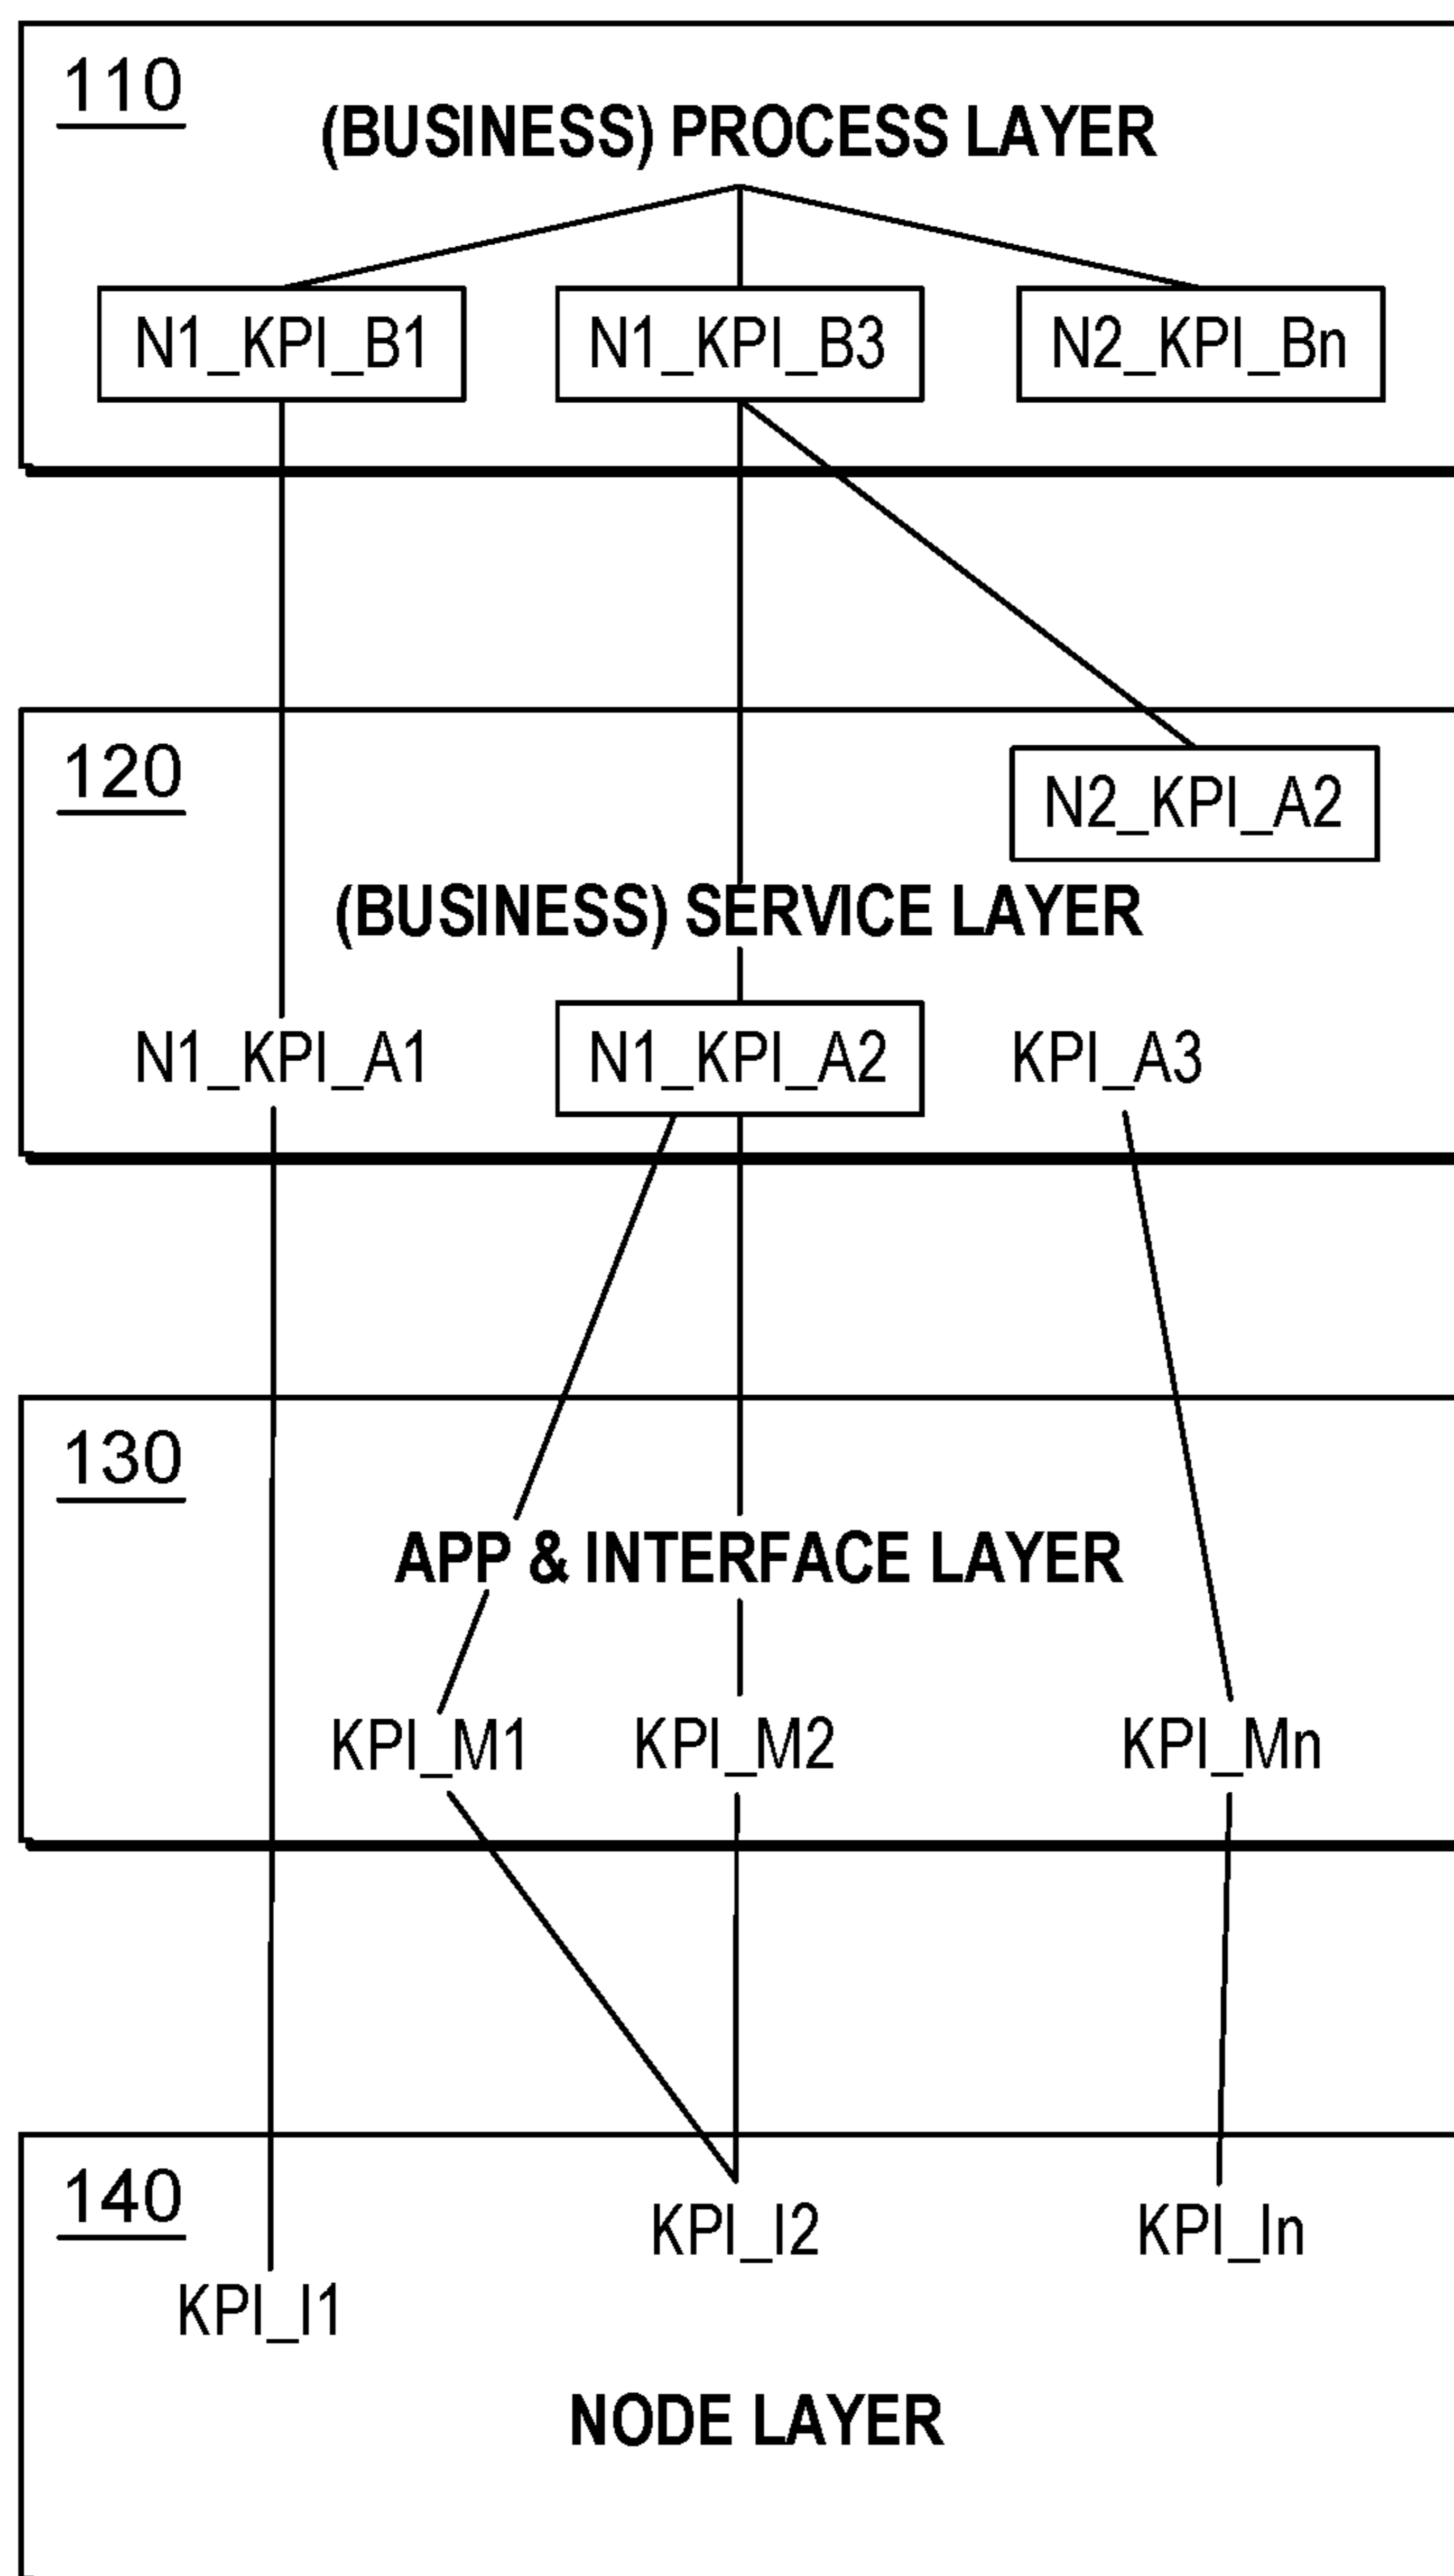 110
(BUSINESS) PROCESS LAYER
N1_KPI_B1 N1_KPI_B3 N2_KPI_Bn
120
N2_KPI_A2
(BUSINESS) SERVICE LAYER
N1_KPI_A1 N1_KPI_A2 KPI_A3
130
APP & INTERFACE LAYER
KPI_M1 KPI_M2 KPI_Mn
140
KPI_I2 KPI_In
KPI_I1
NODE LAYER